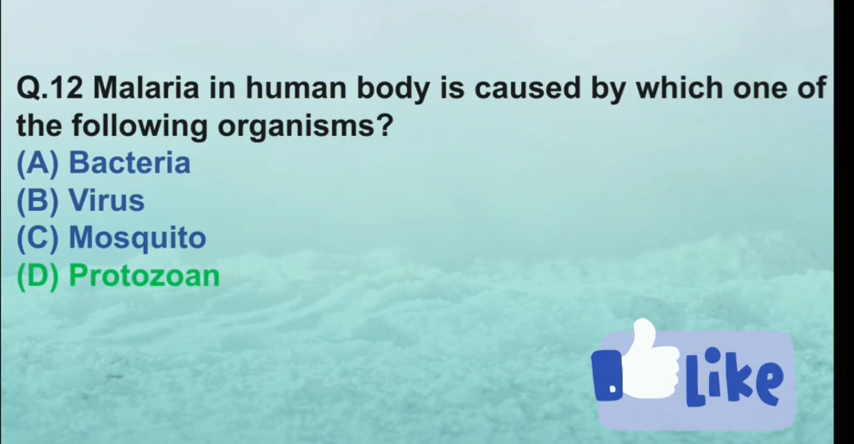 Q.12 Malaria in human body is caused by which one of
the following organisms?
(A) Bacteria
(B) Virus
(C) Mosquito
(D) Protozoan
Like